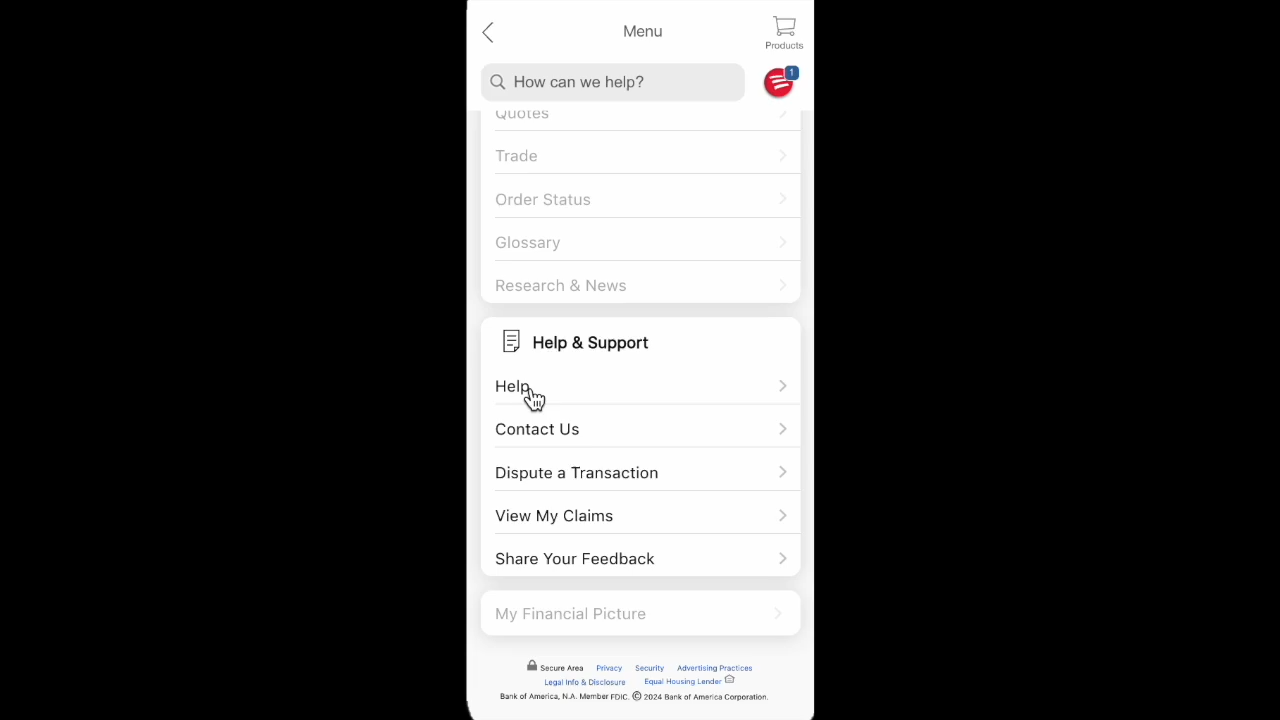 Menu
Products
How can we help?
1
Quotes
Trade
Order Status
Glossary
Research & News
Help & Support
Help
Contact Us
Dispute a Transaction
View My Claims
Share Your Feedback
My Financial Picture
Secure Area Privacy Security Advertising Practices
Legal Info & Disclosure Equal Housing Lender
Bank of America, N.A. Member FDIC. © 2024 Bank of America Corporation.